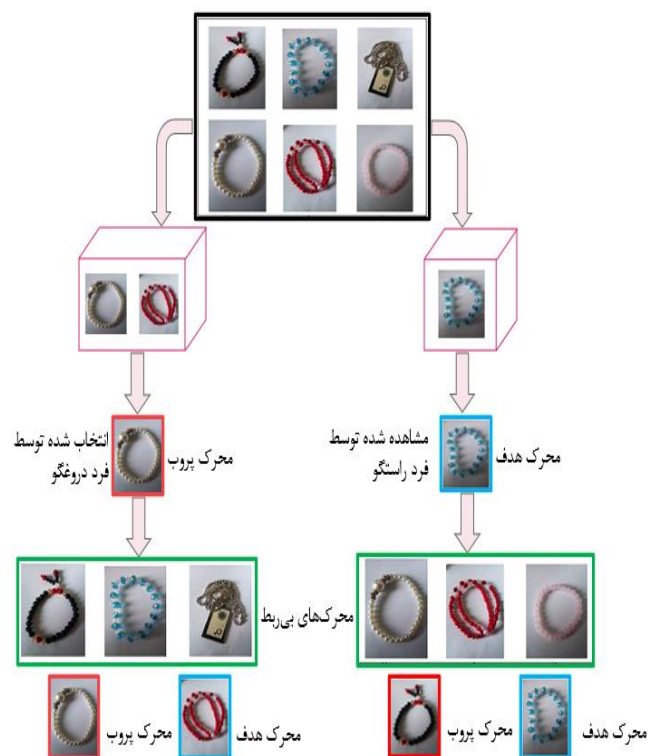 انتخاب شده توسط
فرد دروغگو
محرک پروب
مشاهده شده توسط
فرد راستگو
محرک هدف
محرک‌های بی‌ربط
محرک پروب
محرک هدف
محرک پروب
محرک هدف